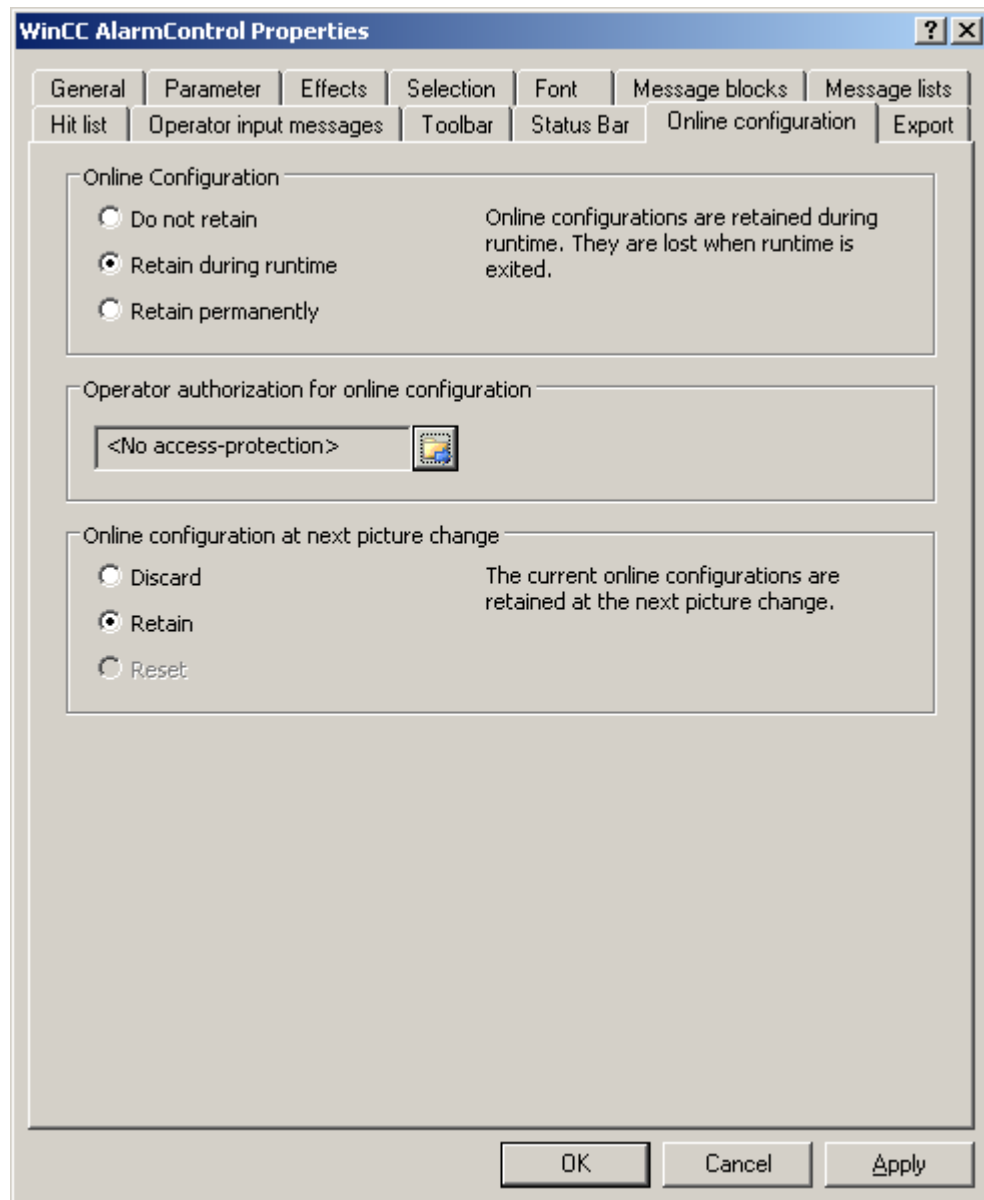 WinCC AlarmControl Properties
General Parameter Effects Selection Font Message blocks Message lists
Hit list Operator input messages Toolbar Status Bar Online configuration Export
Online Configuration
Do not retain
Retain during runtime
Retain permanently
Online configurations are retained during
runtime. They are lost when runtime is
exited.
Operator authorization for online configuration
<No access-protection>
Online configuration at next picture change
Discard
Retain
Reset
The current online configurations are
retained at the next picture change.
OK Cancel Apply